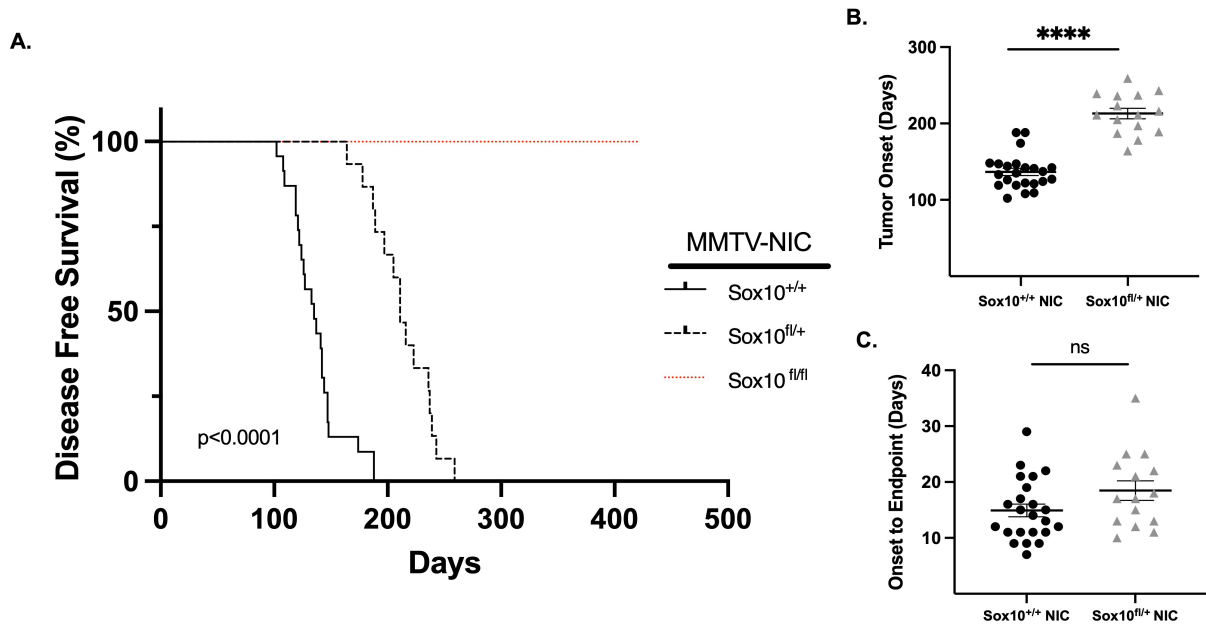 A.
Disease Free Survival (%)
100
50
0
p<0.0001
0 100 200 300 400 500
Days
MMTV-NIC
Sox10+/+
Sox10fl/+
Sox10 fl/fl
B.
Tumor Onset (Days)
300
200
100
****
Sox10+/+ NIC Sox10fl/+ NIC
C.
Onset to Endpoint (Days)
40
30
20
10
ns
Sox10+/+ NIC Sox10fl/+ NIC